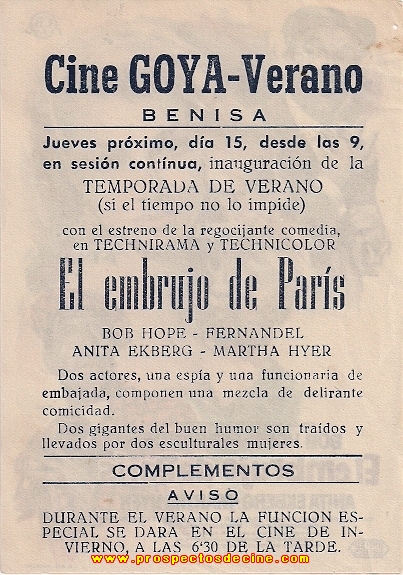 Cine GOYA-Verano
BENISA
Jueves próximo, día 15, desde las 9,
en sesión contínua, inauguración de la
TEMPORADA DE VERANO
(si el tiempo no lo impide)
con el estreno de la regocijante comedia,
en TECHNIRAMA y TECHNICOLOR
El embrujo de París
BOB HOPE - FERNANDEL
ANITA EKBERG - MARTHA HYER
Dos actores, una espía y una funcionaria de
embajada, componen una mezcla de delirante
comicidad.
Dos gigantes del buen humor son traídos y
llevados por dos esculturales mujeres.
COMPLEMENTOS
AVISO
DURANTE EL VERANO LA FUNCION ES-
PECIAL SE DARA EN EL CINE DE IN-
VIERNO, A LAS 6'30 DE LA TARDE.
www.prospectosdecine.com